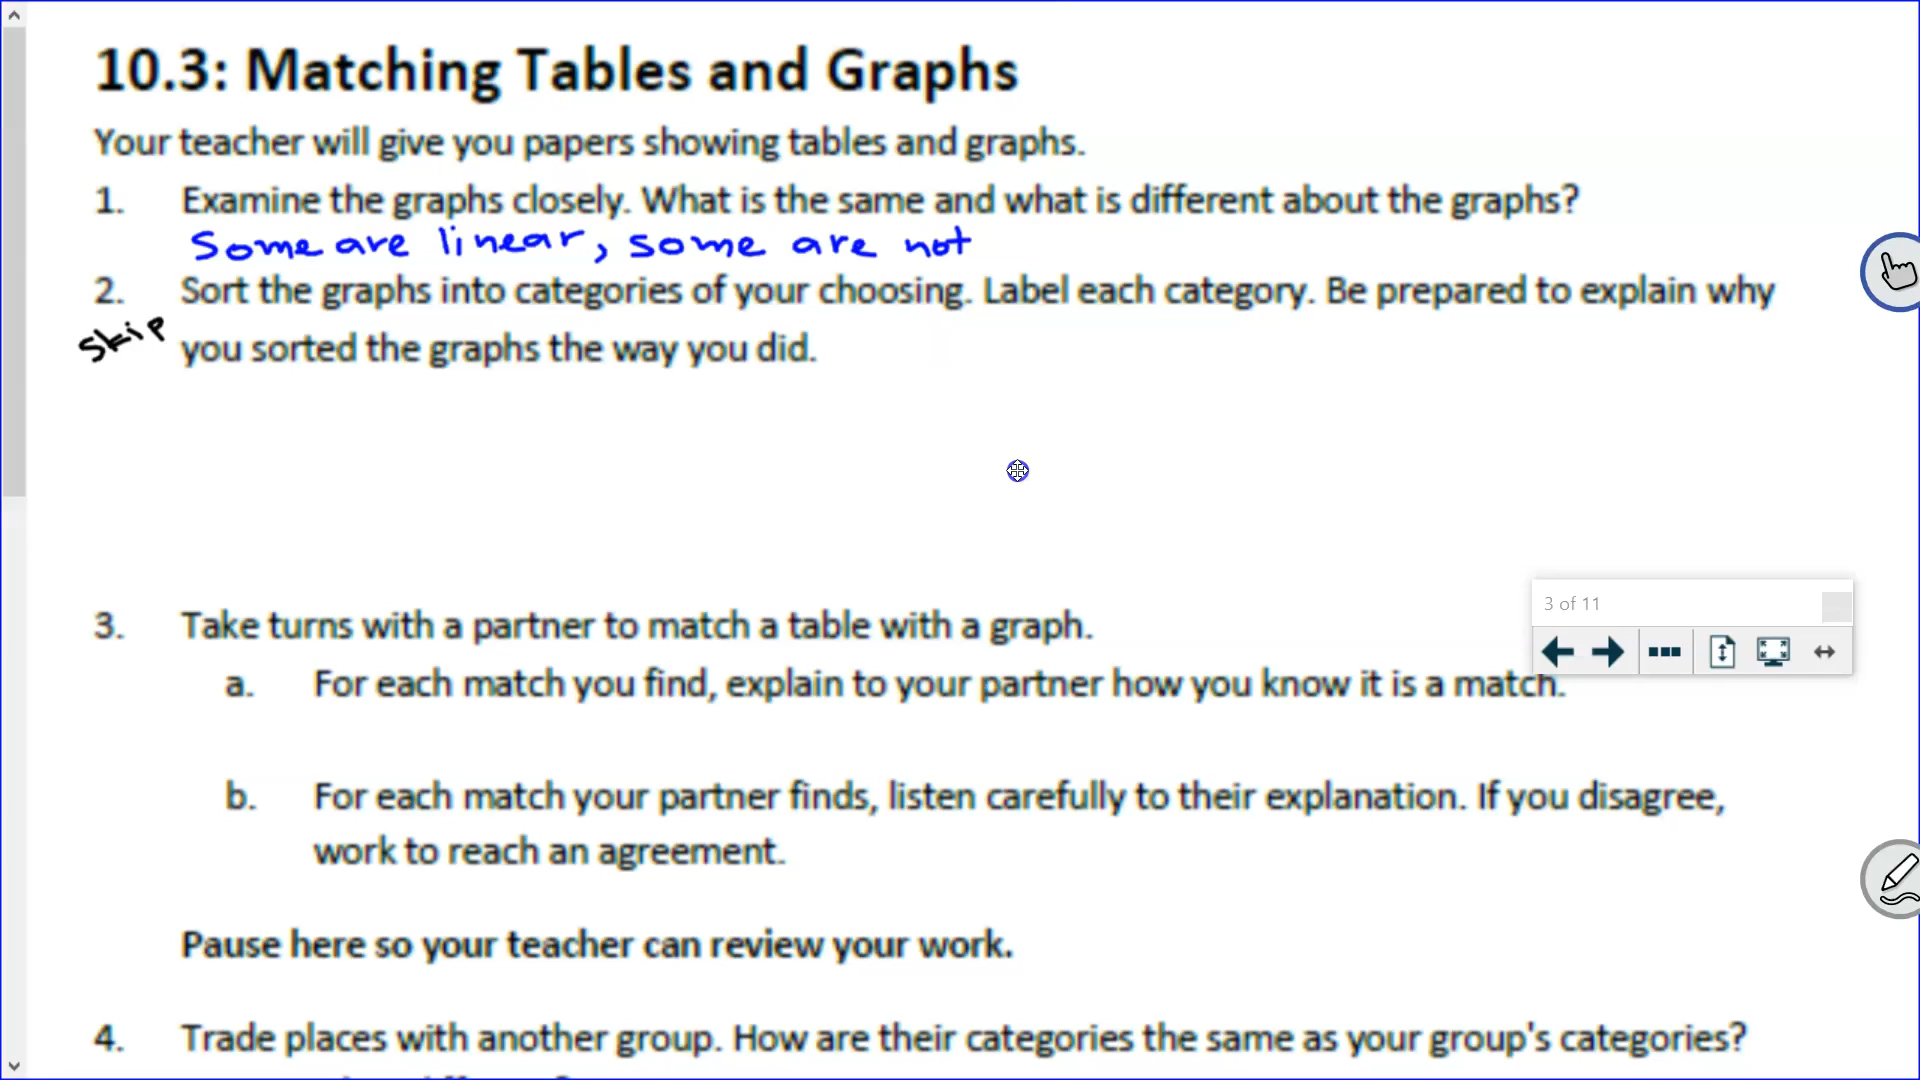 10.3: Matching Tables and Graphs
Your teacher will give you papers showing tables and graphs.
1. Examine the graphs closely. What is the same and what is different about the graphs?
Some are linear, some are not
2. Sort the graphs into categories of your choosing. Label each category. Be prepared to explain why
skip you sorted the graphs the way you did.
3 of 11
3. Take turns with a partner to match a table with a graph.
a. For each match you find, explain to your partner how you know it is a match.
b. For each match your partner finds, listen carefully to their explanation. If you disagree,
work to reach an agreement.
Pause here so your teacher can review your work.
4. Trade places with another group. How are their categories the same as your group's categories?